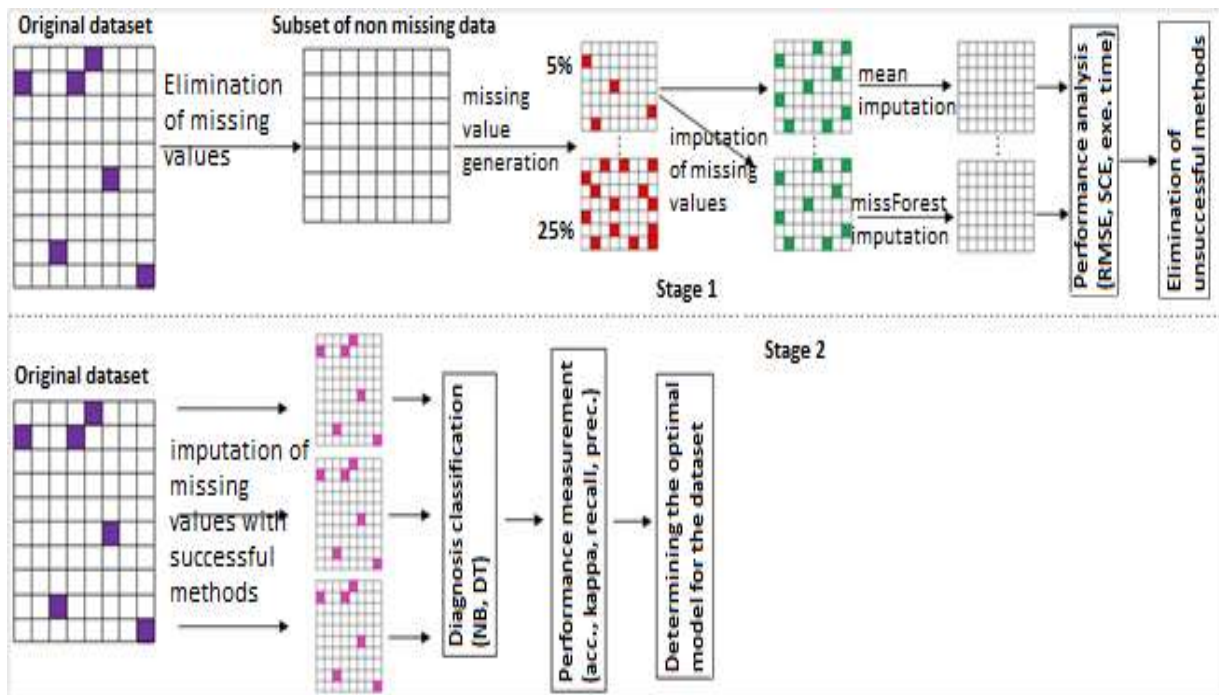 Original dataset
Elimination
of missing
values
Subset of non missing data
missing
value
generation
5%
25%
imputation
of missing
values
mean
imputation
missForest
imputation
Performance analysis
(RMSE, SCE, exe. time)
Elimination of
unsuccessful methods
Stage 1
Stage 2
Original dataset
imputation of
missing
values with
successful
methods
Diagnosis classification
(NB, DT)
Performance measurement
(acc., kappa, recall, prec.)
Determining the optimal
model for the dataset